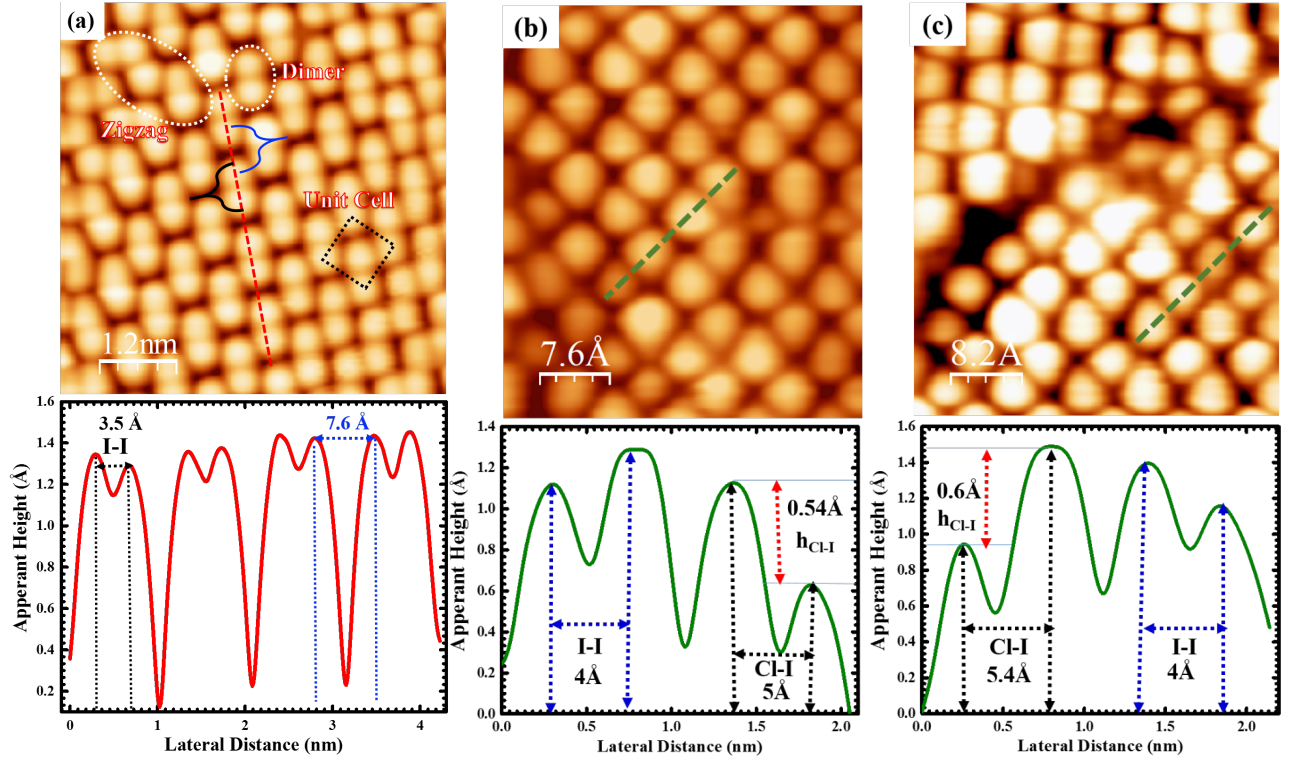 (a)
Dimer
Zigzag
Unit Cell
1.2nm
(b)
7.6Å
(c)
8.2A
1.6
1.4
1.2
1.0
0.8
0.6
0.4
0.2
0
1
2
3
4
Apperant Height (Å)
Lateral Distance (nm)
3.5 Å
I-I
7.6 Å
1.2
1.0
0.8
0.6
0.4
0.2
0.0
0.0
0.5
1.0
1.5
2.0
Apperant Height (Å)
Lateral Distance (nm)
I-I
4Å
Cl-I
5Å
0.54Å
hCl-I
1.6
1.4
1.2
1.0
0.8
0.6
0.4
0.2
0.0
0.0
0.5
1.0
1.5
2.0
Apperant Height (Å)
Lateral Distance (nm)
0.6Å
hCl-I
Cl-I
5.4Å
I-I
4Å